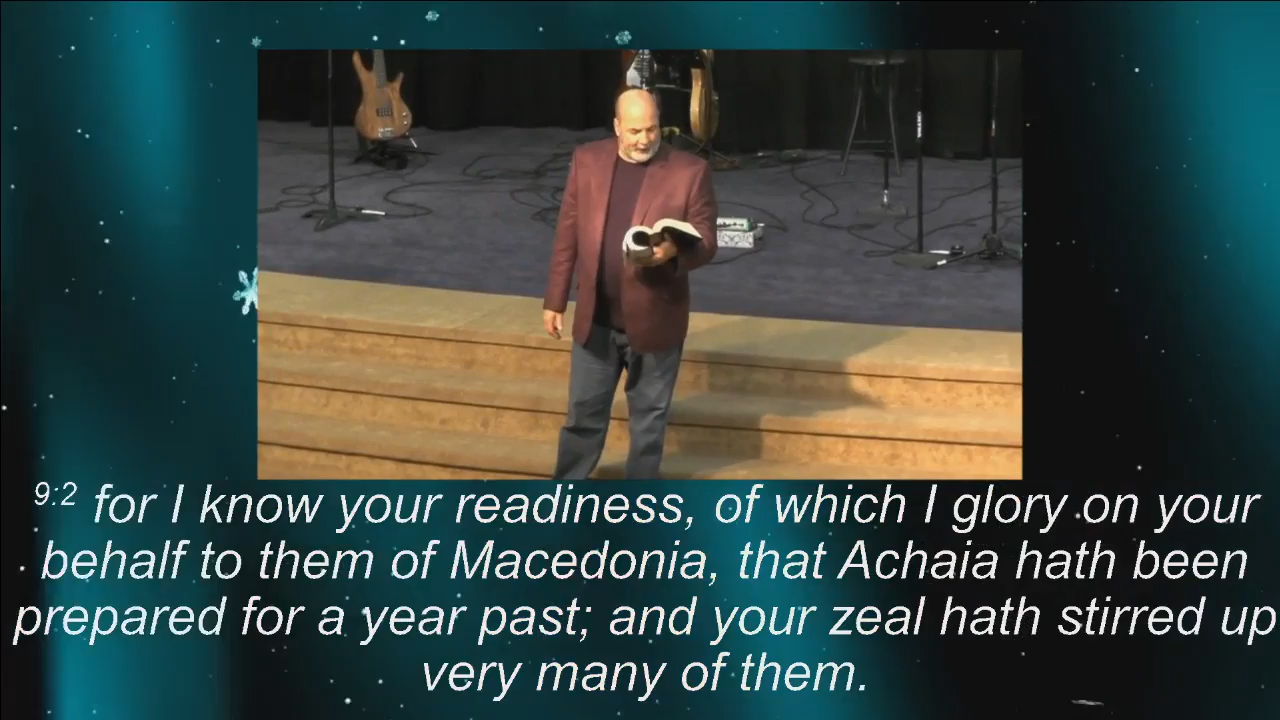 9:2 for I know your readiness, of which I glory on your
behalf to them of Macedonia, that Achaia hath been
prepared for a year past; and your zeal hath stirred up
very many of them.